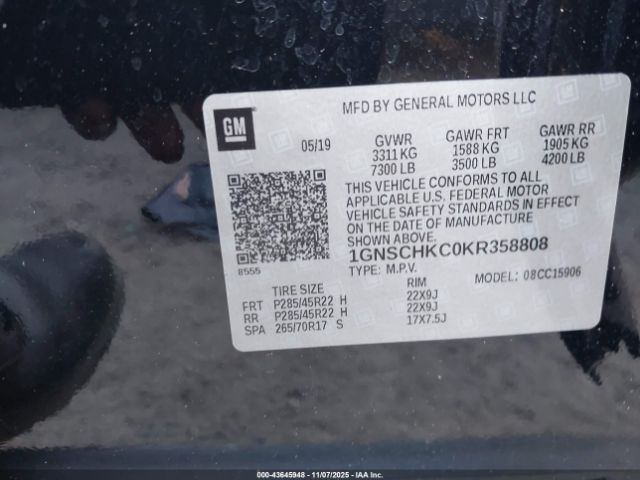 MFD BY GENERAL MOTORS LLC
GM
05/19 GVWR GAWR FRT GAWR RR
3311 KG 1588 KG 1905 KG
7300 LB 3500 LB 4200 LB
THIS VEHICLE CONFORMS TO ALL
APPLICABLE U.S. FEDERAL MOTOR
VEHICLE SAFETY STANDARDS IN EFFECT
ON THE DATE OF MANUFACTURE
SHOWN ABOVE.
1GNSCHKC0KR358808
8555
TYPE: M.P.V. MODEL: 08CC15906
TIRE SIZE RIM
FRT P285/45R22 H 22X9J
RR P285/45R22 H 22X9J
SPA 265/70R17 S 17X7.5J
000-43645948 - 11/07/2025 - IAA Inc.